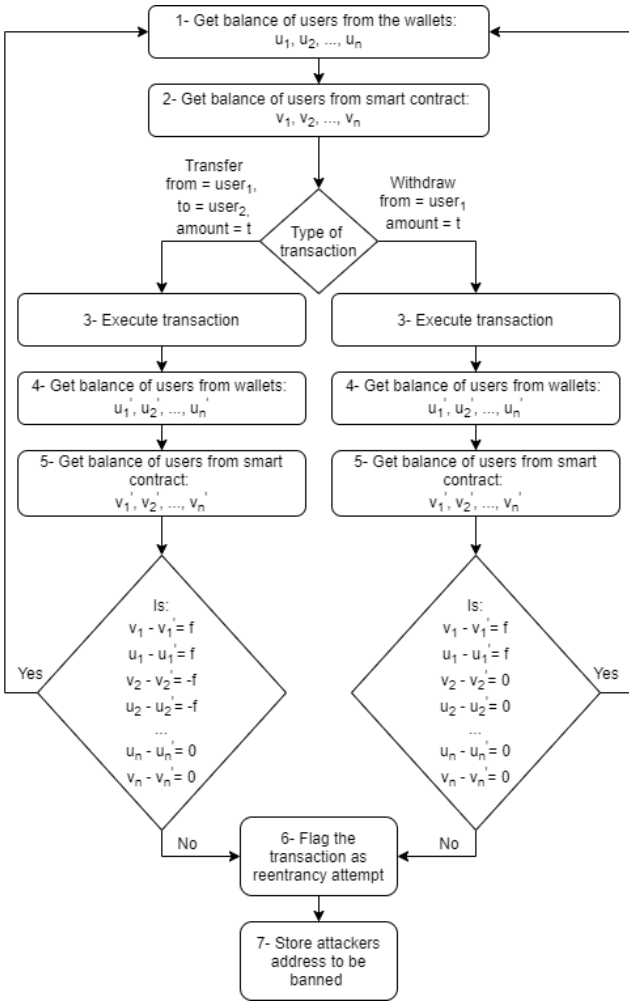 1- Get balance of users from the wallets:
u₁, u₂, ..., uₙ
2- Get balance of users from smart contract:
v₁, v₂, ..., vₙ
Transfer
from = user₁,
to = user₂,
amount = t
Withdraw
from = user₁
amount = t
Type of
transaction
3- Execute transaction
4- Get balance of users from wallets:
u₁', u₂', ..., uₙ'
5- Get balance of users from smart
contract:
v₁', v₂', ..., vₙ'
3- Execute transaction
4- Get balance of users from wallets:
u₁', u₂', ..., uₙ'
5- Get balance of users from smart
contract:
v₁', v₂', ..., vₙ'
Is:
v₁ - v₁'= f
u₁ - u₁'= f
v₂ - v₂'= -f
u₂ - u₂'= -f
...
uₙ - uₙ'= 0
vₙ - vₙ'= 0
Yes
No
Is:
v₁ - v₁'= f
u₁ - u₁'= f
v₂ - v₂'= 0
u₂ - u₂'= 0
...
uₙ - uₙ'= 0
vₙ - vₙ'= 0
Yes
No
6- Flag the
transaction as
reentrancy attempt
7- Store attackers
address to be
banned